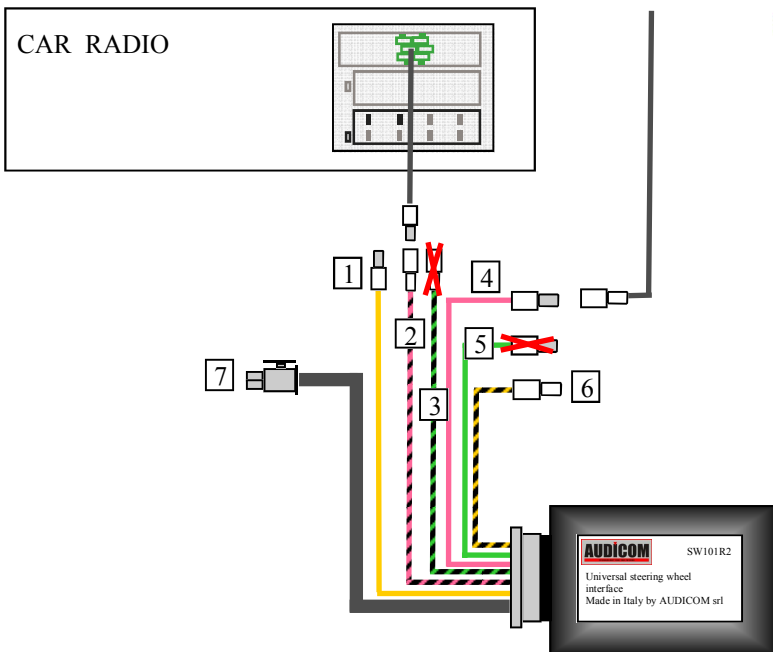 CAR RADIO
1
2
3
4
5
6
7
AUDICOM
SW101R2
Universal steering wheel
interface
Made in Italy by AUDICOM srl